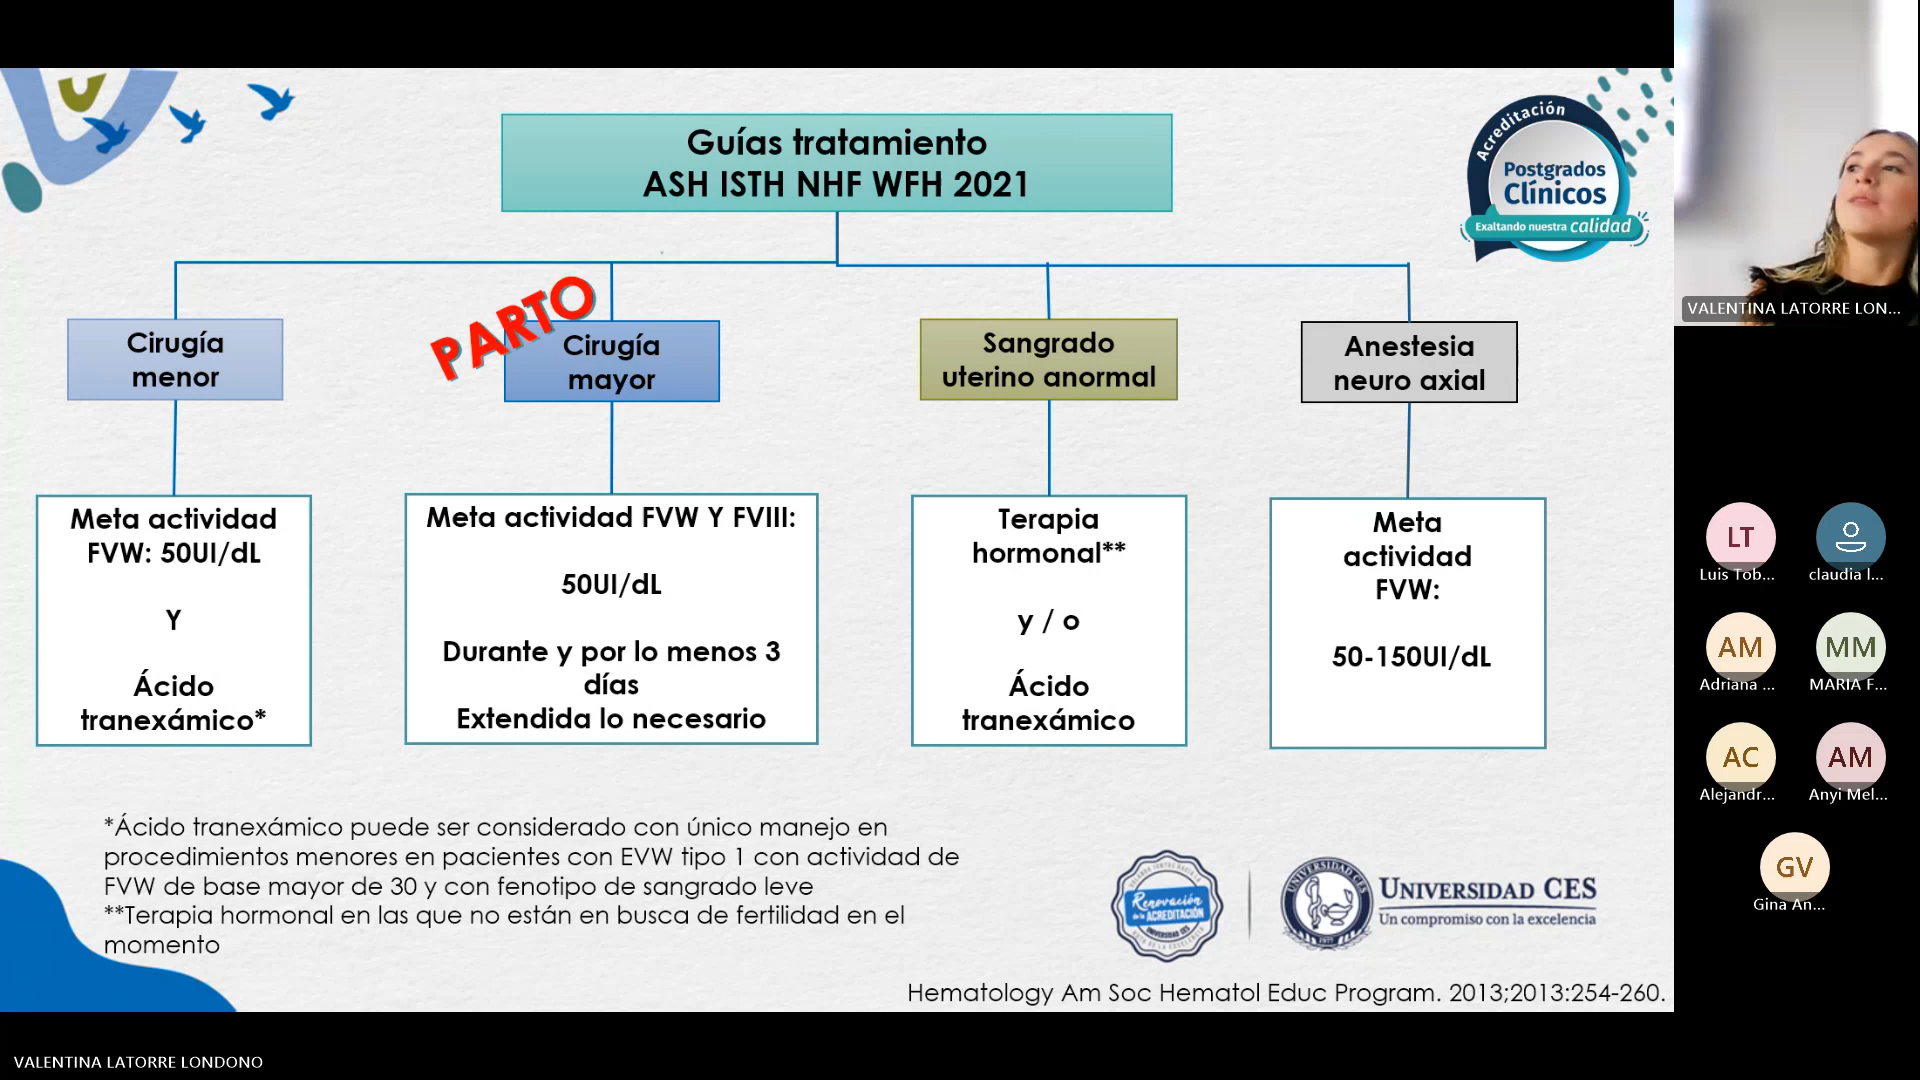 Guías tratamiento
ASH ISTH NHF WFH 2021
Acreditación
Postgrados
Clínicos
Exaltando nuestra calidad
PARTO
Cirugía
menor
Cirugía
mayor
Sangrado
uterino anormal
Anestesia
neuro axial
Meta actividad
FVW: 50UI/dL
Y
Ácido
tranexámico*
Meta actividad FVW Y FVIII:
50UI/dL
Durante y por lo menos 3
días
Extendida lo necesario
Terapia
hormonal**
y / o
Ácido
tranexámico
Meta
actividad
FVW:
50-150UI/dL
*Ácido tranexámico puede ser considerado con único manejo en
procedimientos menores en pacientes con EVW tipo 1 con actividad de
FVW de base mayor de 30 y con fenotipo de sangrado leve
**Terapia hormonal en las que no están en busca de fertilidad en el
momento
Renovación
de la ACREDITACIÓN
UNIVERSIDAD CES
UNIVERSIDAD CES
Un compromiso con la excelencia
Hematology Am Soc Hematol Educ Program. 2013;2013:254-260.
VALENTINA LATORRE LON...
LT
Luis Tob...
claudia l...
AM
Adriana ...
MM
MARIA F...
AC
Alejandr...
AM
Anyi Mel...
GV
Gina An...
VALENTINA LATORRE LONDONO